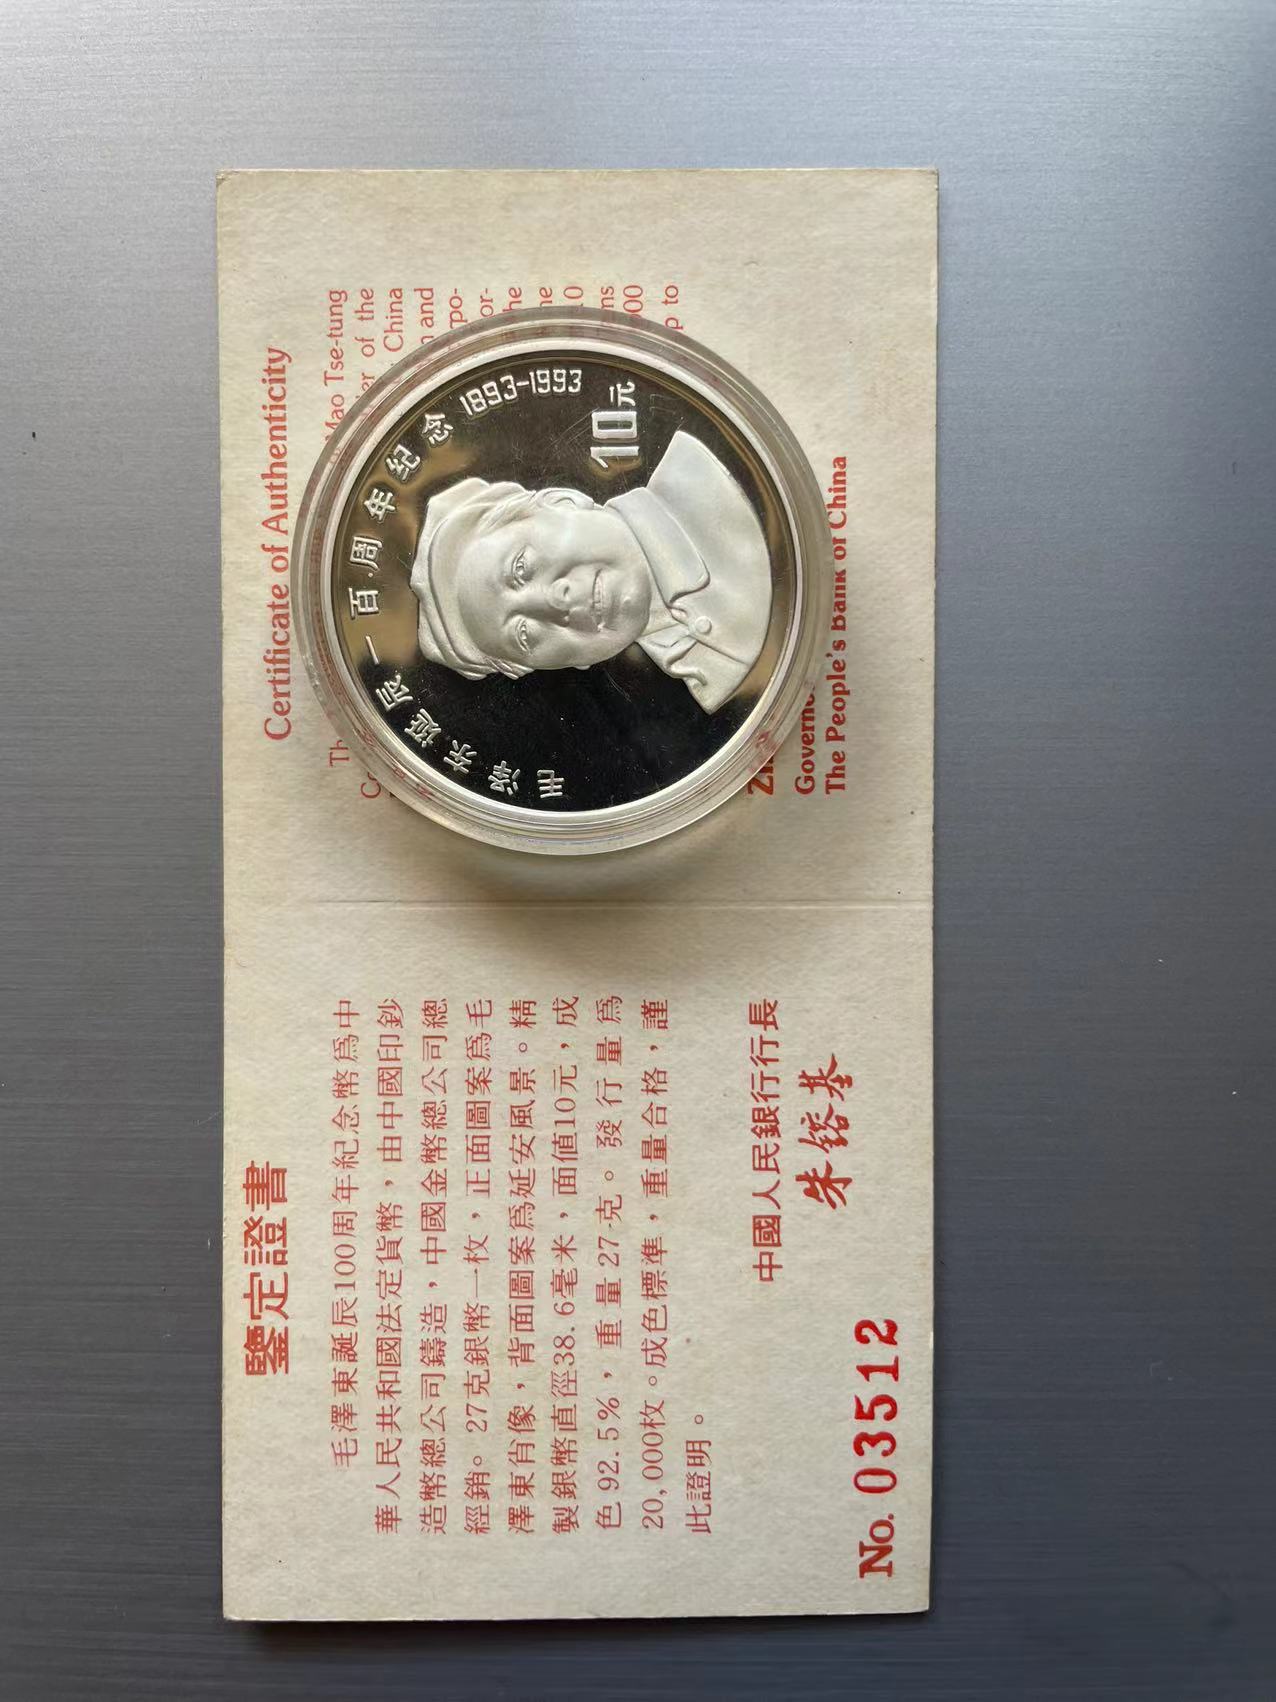 鑒定證書
毛澤東誕辰100周年紀念幣爲中
華人民共和國法定貨幣，由中國印鈔
造幣總公司鑄造，中國金幣總公司總
經銷。27克銀幣一枚，正面圖案爲毛
澤東肖像，背面圖案爲延安風景。精
製銀幣直徑38.6毫米，面值10元，成
色92.5%，重量27克。發行量爲
20,000枚。成色標準，重量合格，謹
此證明。
中國人民銀行行長
朱鎔基
No. 03512
Certificate of Authenticity
Mao Tse-tung
of the
China
and
to
The People's Bank of China
毛泽东诞辰一百周年纪念 1893-1993
10元